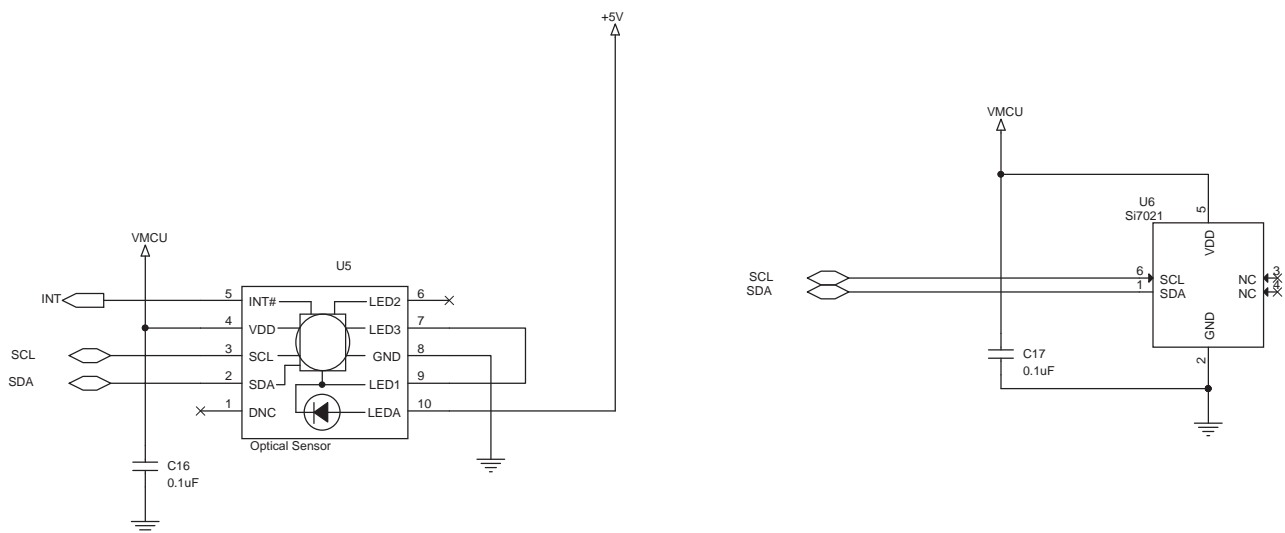 +5V
VMCU
INT
SCL
SDA
U5
5
4
3
2
1
INT#
VDD
SCL
SDA
DNC
LED2
LED3
GND
LED1
LEDA
6
7
8
9
10
Optical Sensor
C16
0.1uF
VMCU
U6
Si7021
5
VDD
SCL
SDA
6
1
SCL
SDA
NC
NC
3
4
GND
2
C17
0.1uF